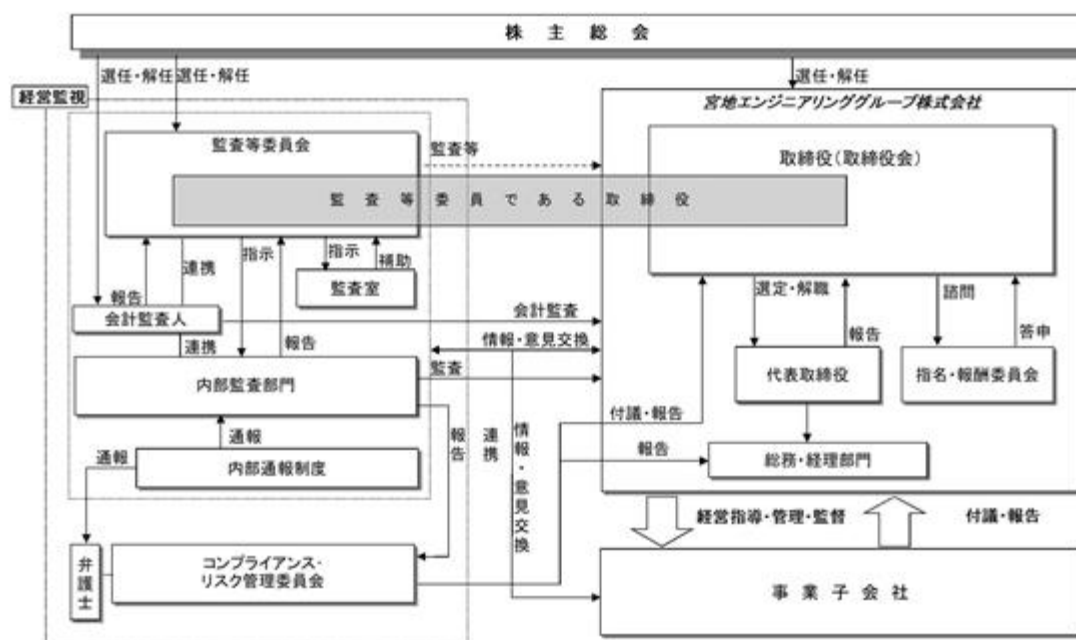 株主総会
選任・解任
選任・解任
選任・解任
経営監視
宮地エンジニアリンググループ株式会社
監査等委員会
監査等
取締役(取締役会)
監査等委員である取締役
指示
指示
補助
連携
監査室
報告
会計監査人
会計監査
選定・解職
諮問
連携
報告
情報・意見交換
報告
答申
内部監査部門
監査
代表取締役
指名・報酬委員会
付議・報告
通報
報告
連携
情報・意見交換
報告
通報
内部通報制度
総務・経理部門
経営指導・管理・監督
付議・報告
弁護士
コンプライアンス・
リスク管理委員会
事業子会社